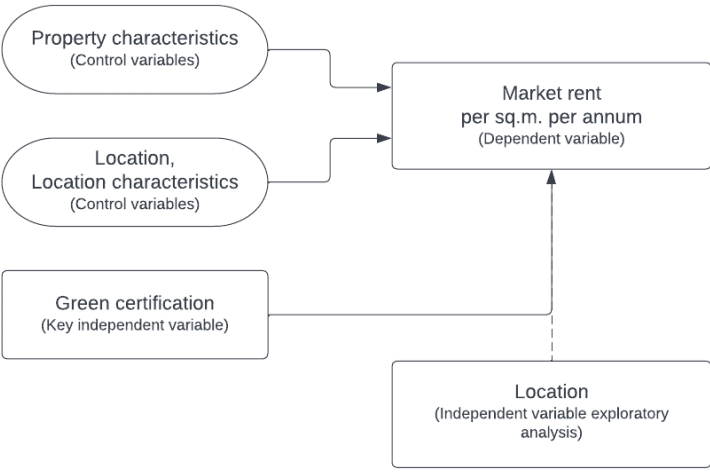 Property characteristics
(Control variables)
Market rent
per sq.m. per annum
(Dependent variable)
Location,
Location characteristics
(Control variables)
Green certification
(Key independent variable)
Location
(Independent variable exploratory
analysis)